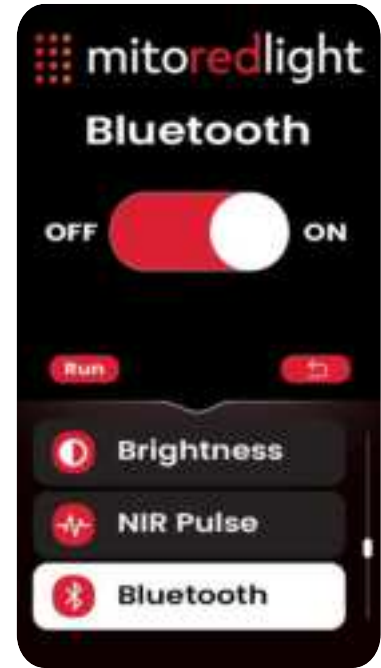 mitoredlight
Bluetooth
OFF ON
Run
Brightness
NIR Pulse
Bluetooth